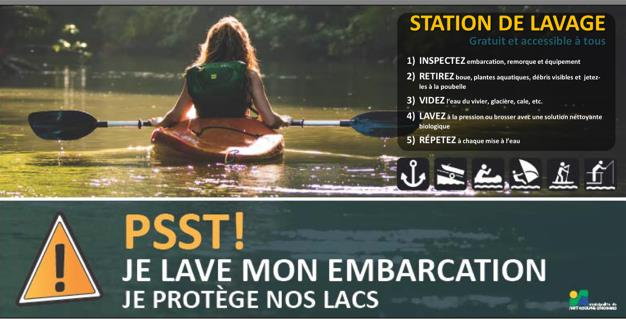 STATION DE LAVAGE
Gratuit et accessible à tous
1) INSPECTEZ embarcation, remorque et équipement
2) RETIREZ boue, plantes aquatiques, débris visibles et jetez-
les à la poubelle
3) VIDEZ l'eau du vivier, glacière, cale, etc.
4) LAVEZ à la pression ou brosser avec une solution nettoyante
biologique
5) RÉPETEZ à chaque mise à l'eau
PSST!
JE LAVE MON EMBARCATION
JE PROTÈGE NOS LACS
municipalité de